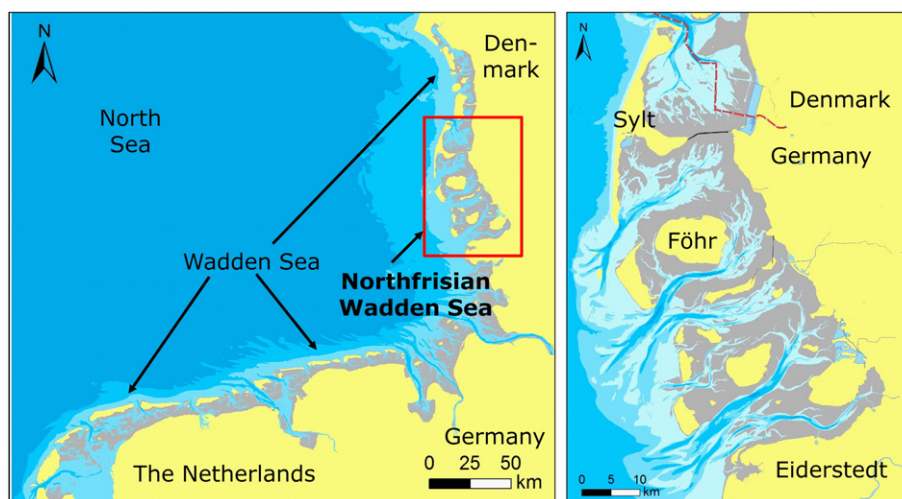 N
Den-
mark
North
Sea
Wadden Sea
Northfrisian
Wadden Sea
Germany
0 25 50
km
The Netherlands
N
Denmark
Sylt
Germany
Föhr
Eiderstedt
0 5 10
km